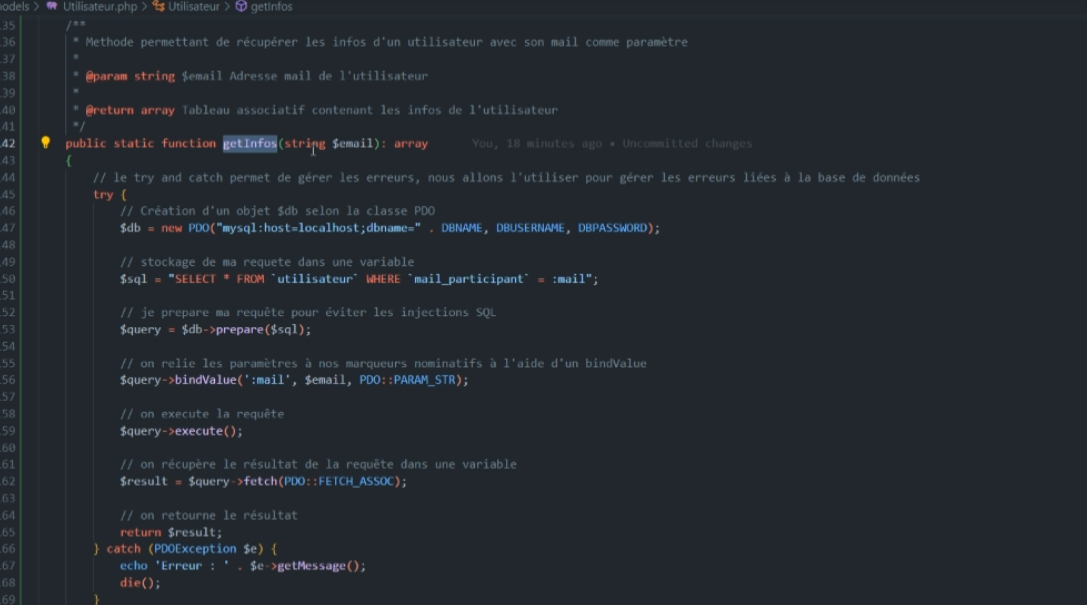 models > Utilisateur.php > Utilisateur > getInfos
35 /**
36 * Methode permettant de récupérer les infos d'un utilisateur avec son mail comme paramètre
37 *
38 * @param string $email Adresse mail de l'utilisateur
39 *
40 * @return array Tableau associatif contenant les infos de l'utilisateur
41 */
42 public static function getInfos(string $email): array You, 18 minutes ago • Uncommitted changes
43 {
44 // le try and catch permet de gérer les erreurs, nous allons l'utiliser pour gérer les erreurs liées à la base de données
45 try {
46 // Création d'un objet $db selon la classe PDO
47 $db = new PDO("mysql:host=localhost;dbname=" . DBNAME, DBUSERNAME, DBPASSWORD);
48
49 // stockage de ma requete dans une variable
50 $sql = "SELECT * FROM `utilisateur` WHERE `mail_participant` = :mail";
51
52 // je prepare ma requête pour éviter les injections SQL
53 $query = $db->prepare($sql);
54
55 // on relie les paramètres à nos marqueurs nominatifs à l'aide d'un bindValue
56 $query->bindValue(':mail', $email, PDO::PARAM_STR);
57
58 // on execute la requête
59 $query->execute();
60
61 // on récupère le résultat de la requête dans une variable
62 $result = $query->fetch(PDO::FETCH_ASSOC);
63
64 // on retourne le résultat
65 return $result;
66 } catch (PDOException $e) {
67 echo 'Erreur : ' . $e->getMessage();
68 die();
69 }